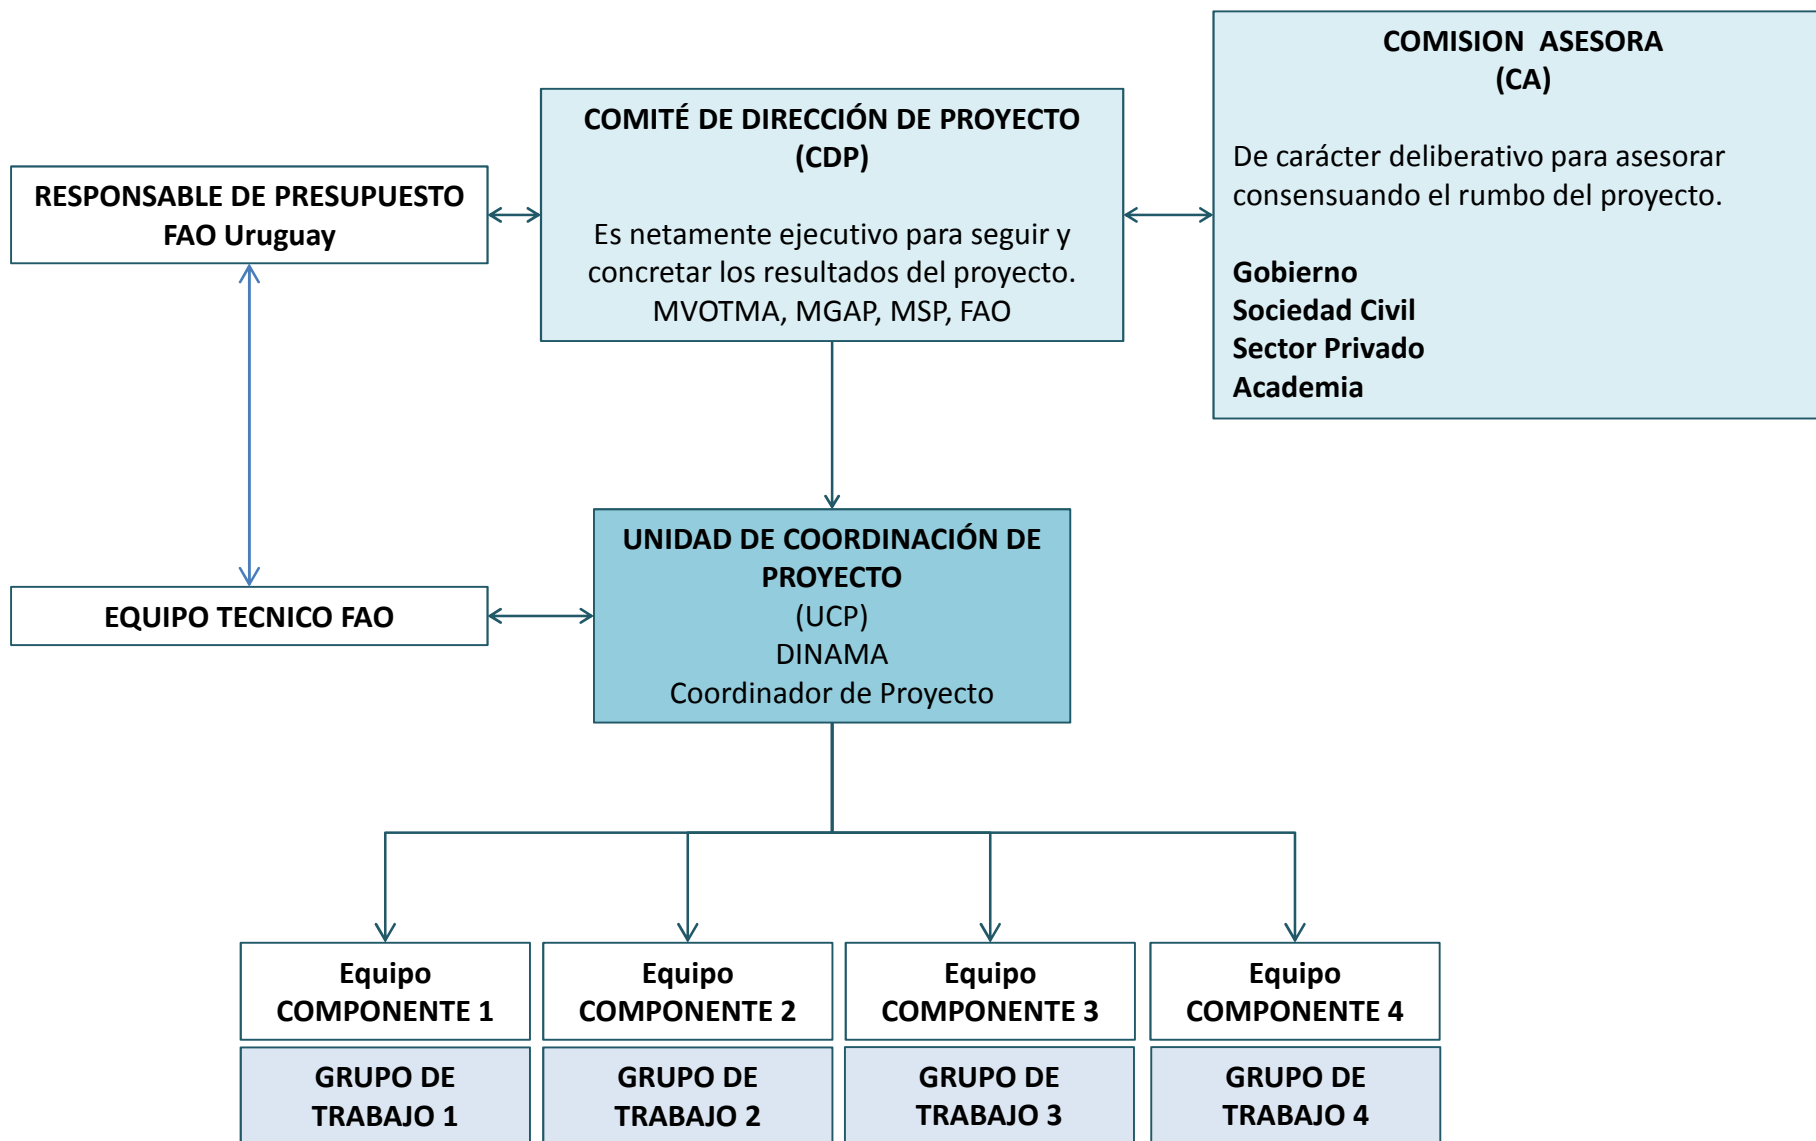 COMISION ASESORA
(CA)
De carácter deliberativo para asesorar
consensuando el rumbo del proyecto.
Gobierno
Sociedad Civil
Sector Privado
Academia
COMITÉ DE DIRECCIÓN DE PROYECTO
(CDP)
Es netamente ejecutivo para seguir y
concretar los resultados del proyecto.
MVOTMA, MGAP, MSP, FAO
RESPONSABLE DE PRESUPUESTO
FAO Uruguay
UNIDAD DE COORDINACIÓN DE
PROYECTO
(UCP)
DINAMA
Coordinador de Proyecto
EQUIPO TECNICO FAO
Equipo
COMPONENTE 1
Equipo
COMPONENTE 2
Equipo
COMPONENTE 3
Equipo
COMPONENTE 4
GRUPO DE
TRABAJO 1
GRUPO DE
TRABAJO 2
GRUPO DE
TRABAJO 3
GRUPO DE
TRABAJO 4